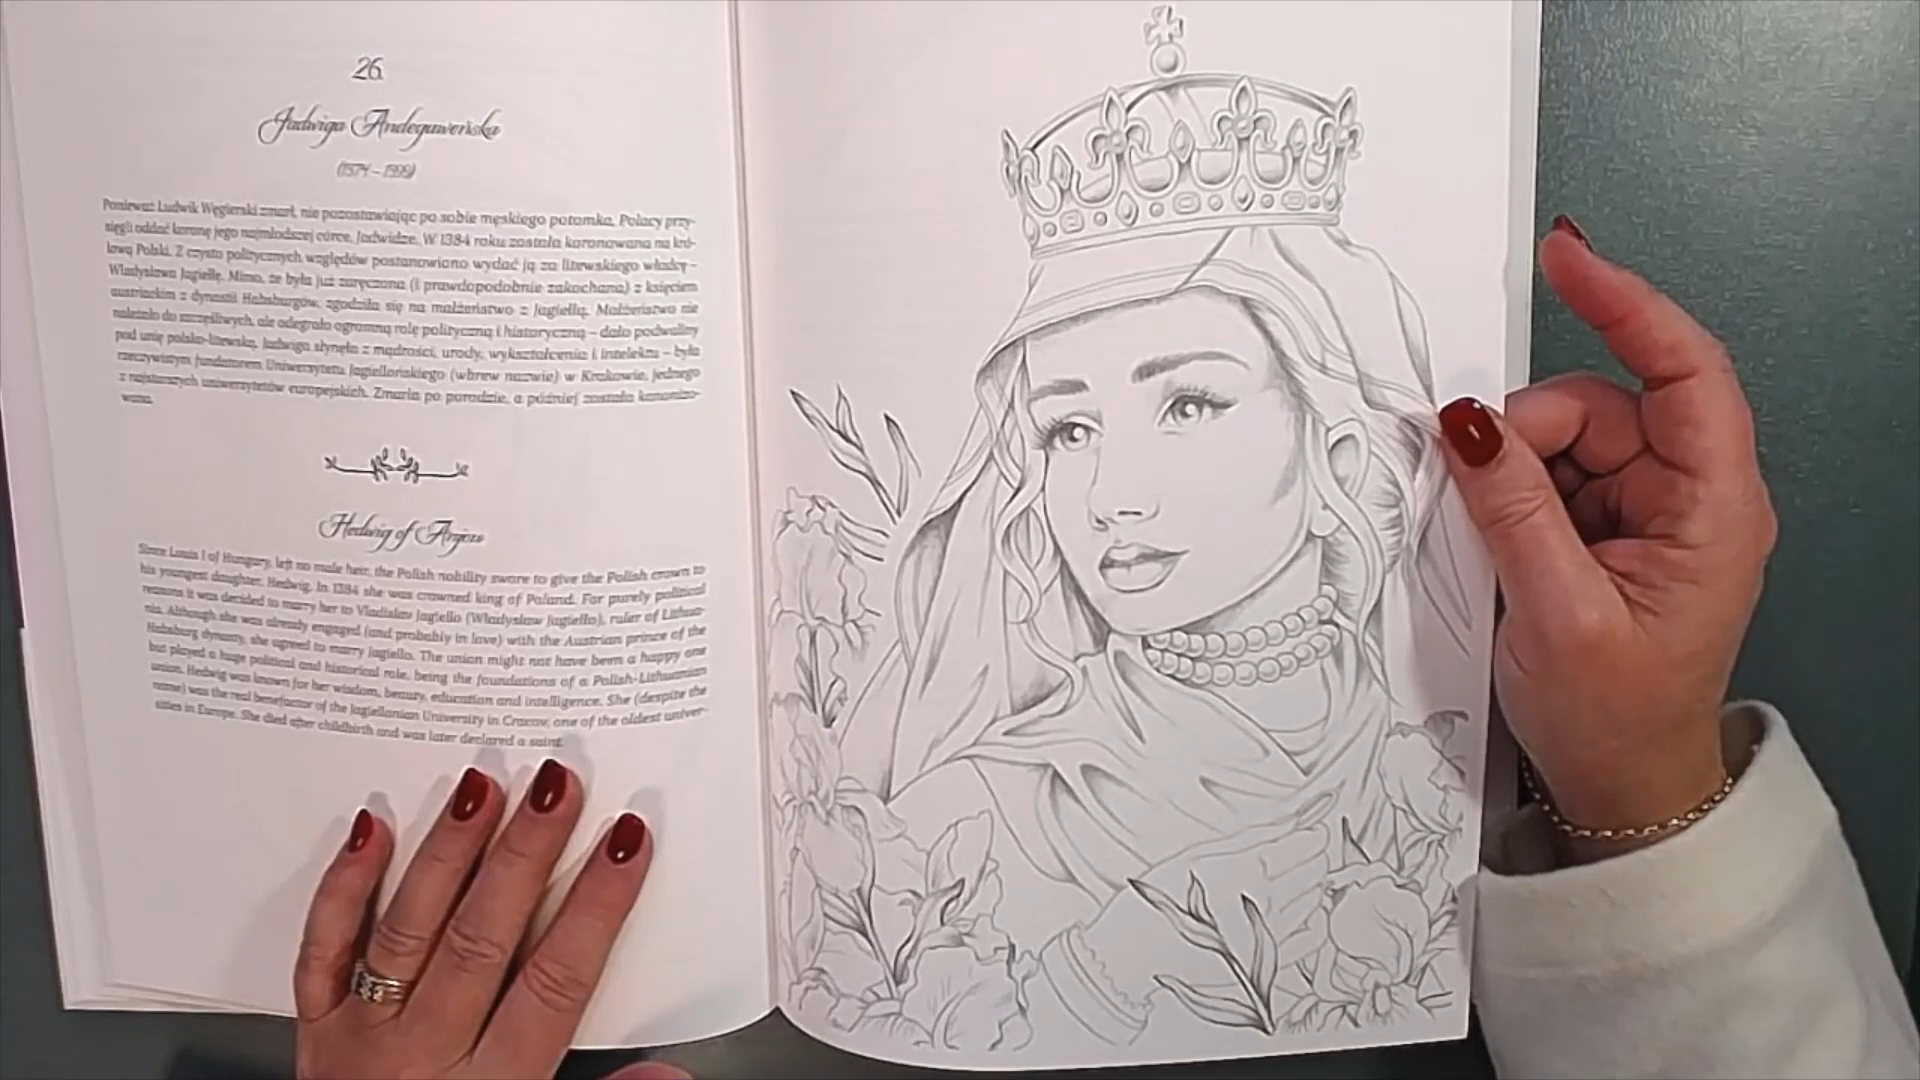 26.
Jadwiga Andegaweńska
(1374 – 1399)
Ponieważ Ludwik Węgierski zmarł, nie pozostawiając po sobie męskiego potomka, Polacy przy-
sięgli oddać koronę jego najmłodszej córce, Jadwidze. W 1384 roku została koronowana na kró-
lową Polski. Z czysto politycznych względów postanowiono wydać ją za litewskiego władcę –
Władysława Jagiełłę. Mimo, że była już zaręczona (i prawdopodobnie zakochana) z księciem
austriackim z dynastii Habsburgów, zgodziła się na małżeństwo z Jagiełłą. Małżeństwo nie
należało do szczęśliwych, ale odegrało ogromną rolę polityczną i historyczną – dało podwaliny
pod unię polsko-litewską. Jadwiga słynęła z mądrości, urody, wykształcenia i intelektu – była
rzeczywistym fundatorem Uniwersytetu Jagiellońskiego (wbrew nazwie) w Krakowie, jednego
z najstarszych uniwersytetów europejskich. Zmarła po porodzie, a później została kanonizo-
wana.
Hedwig of Anjou
Since Louis I of Hungary, left no male heir, the Polish nobility swore to give the Polish crown to
his youngest daughter, Hedwig. In 1384 she was crowned king of Poland. For purely political
reasons it was decided to marry her to Vladislav Jagiello (Władysław Jagiełło), ruler of Lithua-
nia. Although she was already engaged (and probably in love) with the Austrian prince of the
Habsburg dynasty, she agreed to marry Jagiello. The union might not have been a happy one
but played a huge political and historical role, being the foundations of a Polish-Lithuanian
union. Hedwig was known for her wisdom, beauty, education and intelligence. She (despite the
name) was the real benefactor of the Jagiellonian University in Cracow, one of the oldest univer-
sities in Europe. She died after childbirth and was later declared a saint.